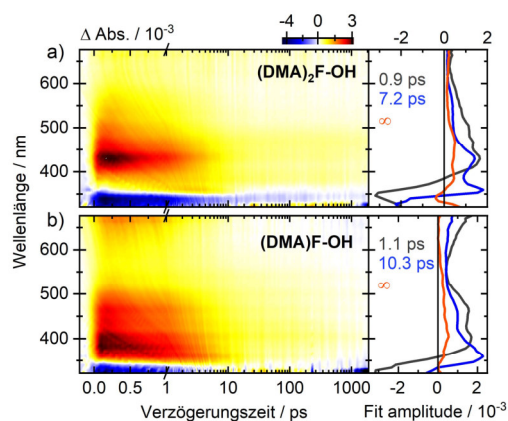 Δ Abs. / 10⁻³
-4 0 3
-2 0 2
a)
(DMA)₂F-OH
0.9 ps
7.2 ps
∞
600
500
400
Wellenlänge / nm
b)
(DMA)F-OH
1.1 ps
10.3 ps
∞
600
500
400
0.0 0.5 1 10 100 1000
-2 0 2
Verzögerungszeit / ps
Fit amplitude / 10⁻³